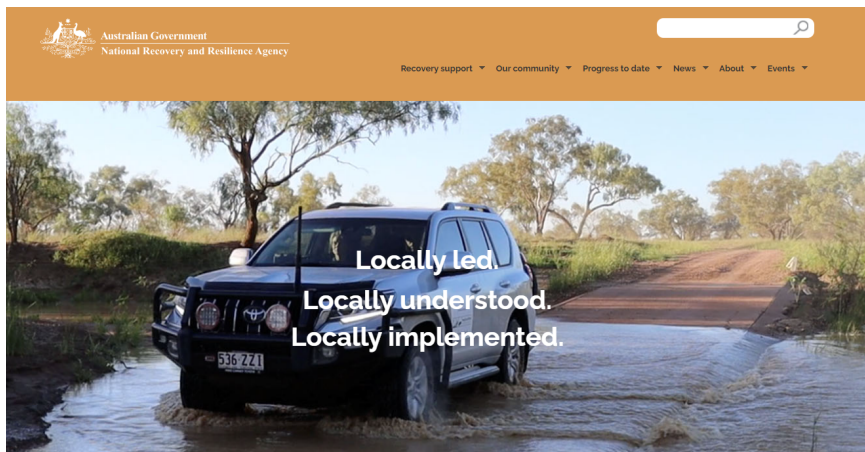 Australian Government
National Recovery and Resilience Agency
Recovery support Our community Progress to date News About Events
Locally led.
Locally understood.
Locally implemented.
536 ZZI